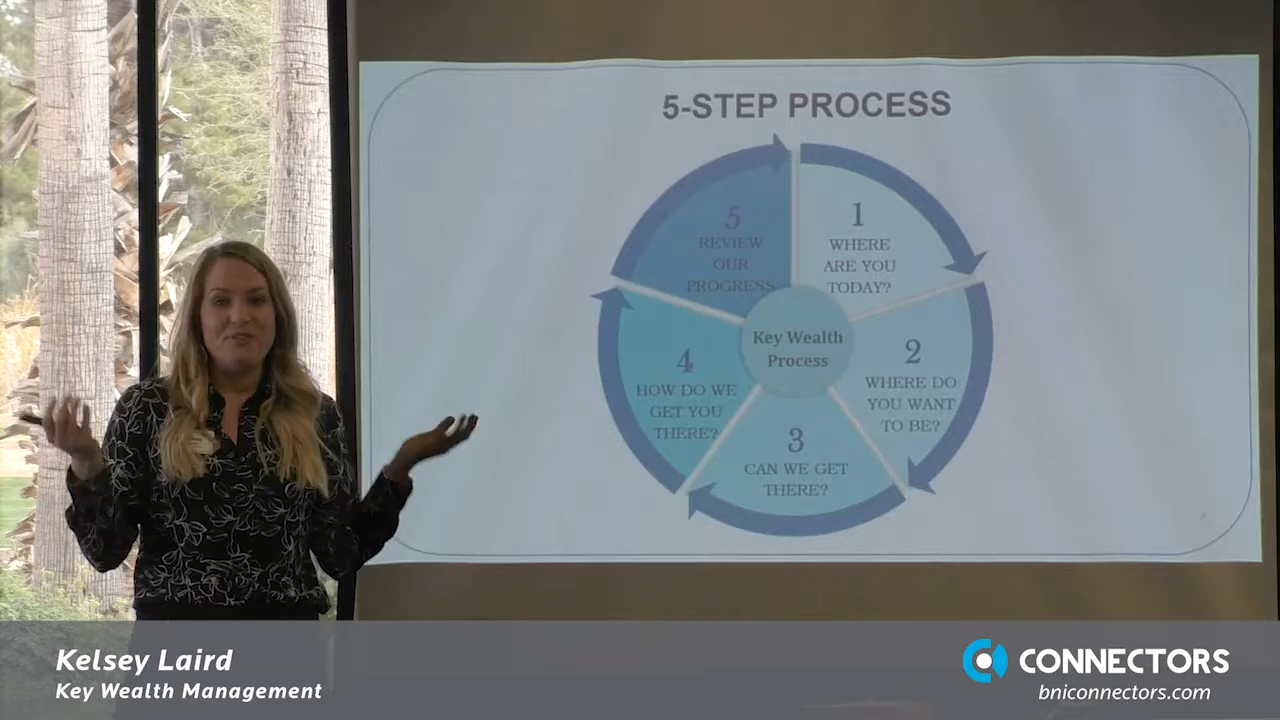 5-STEP PROCESS
1
WHERE
ARE YOU
TODAY?
2
WHERE DO
YOU WANT
TO BE?
3
CAN WE GET
THERE?
4
HOW DO WE
GET YOU
THERE?
5
REVIEW
OUR
PROGRESS
Key Wealth
Process
Kelsey Laird
Key Wealth Management
CONNECTORS
bniconnectors.com